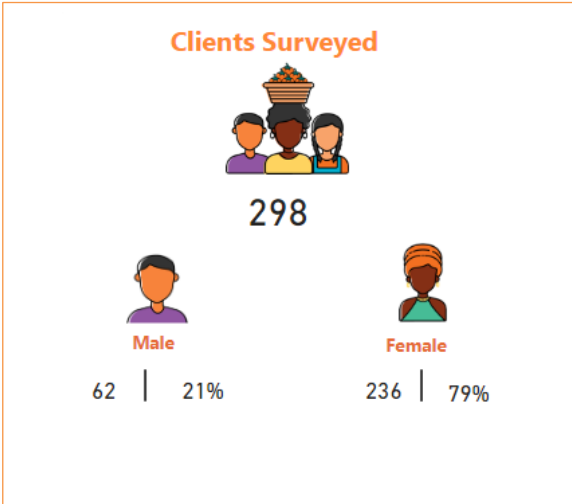 Clients Surveyed
298
Male
Female
62 | 21%
236 | 79%